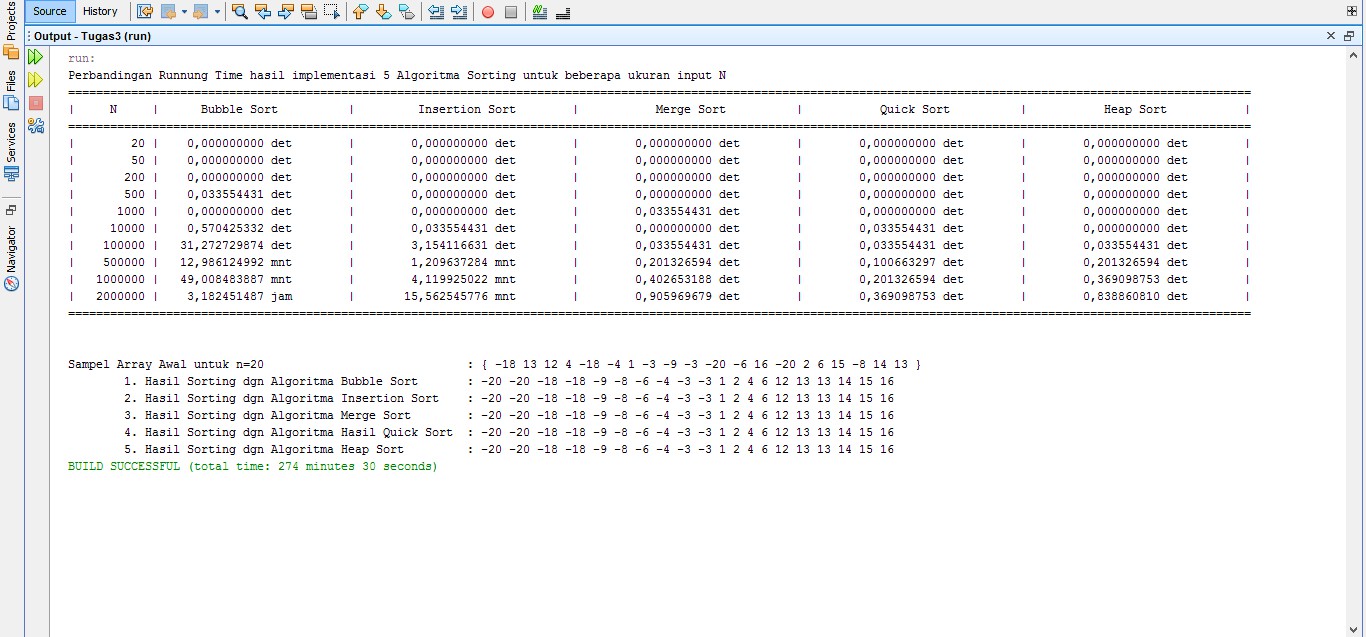 Source History
Output - Tugas3 (run)
Projects
Files
Services
Navigator
run:
Perbandingan Runnung Time hasil implementasi 5 Algoritma Sorting untuk beberapa ukuran input N
| N | Bubble Sort | Insertion Sort | Merge Sort | Quick Sort | Heap Sort |
| 20 | 0,000000000 det | 0,000000000 det | 0,000000000 det | 0,000000000 det | 0,000000000 det |
| 50 | 0,000000000 det | 0,000000000 det | 0,000000000 det | 0,000000000 det | 0,000000000 det |
| 200 | 0,000000000 det | 0,000000000 det | 0,000000000 det | 0,000000000 det | 0,000000000 det |
| 500 | 0,033554431 det | 0,000000000 det | 0,000000000 det | 0,000000000 det | 0,000000000 det |
| 1000 | 0,000000000 det | 0,000000000 det | 0,033554431 det | 0,000000000 det | 0,000000000 det |
| 10000 | 0,570425332 det | 0,033554431 det | 0,000000000 det | 0,033554431 det | 0,000000000 det |
| 100000 | 31,272729874 det | 3,154116631 det | 0,033554431 det | 0,033554431 det | 0,033554431 det |
| 500000 | 12,986124992 mnt | 1,209637284 mnt | 0,201326594 det | 0,100663297 det | 0,201326594 det |
| 1000000 | 49,008483887 mnt | 4,119925022 mnt | 0,402653188 det | 0,201326594 det | 0,369098753 det |
| 2000000 | 3,182451487 jam | 15,562545776 mnt | 0,905969679 det | 0,369098753 det | 0,838860810 det |
Sampel Array Awal untuk n=20 : { -18 13 12 4 -18 -4 1 -3 -9 -3 -20 -6 16 -20 2 6 15 -8 14 13 }
1. Hasil Sorting dgn Algoritma Bubble Sort : -20 -20 -18 -18 -9 -8 -6 -4 -3 -3 1 2 4 6 12 13 13 14 15 16
2. Hasil Sorting dgn Algoritma Insertion Sort : -20 -20 -18 -18 -9 -8 -6 -4 -3 -3 1 2 4 6 12 13 13 14 15 16
3. Hasil Sorting dgn Algoritma Merge Sort : -20 -20 -18 -18 -9 -8 -6 -4 -3 -3 1 2 4 6 12 13 13 14 15 16
4. Hasil Sorting dgn Algoritma Hasil Quick Sort : -20 -20 -18 -18 -9 -8 -6 -4 -3 -3 1 2 4 6 12 13 13 14 15 16
5. Hasil Sorting dgn Algoritma Heap Sort : -20 -20 -18 -18 -9 -8 -6 -4 -3 -3 1 2 4 6 12 13 13 14 15 16
BUILD SUCCESSFUL (total time: 274 minutes 30 seconds)